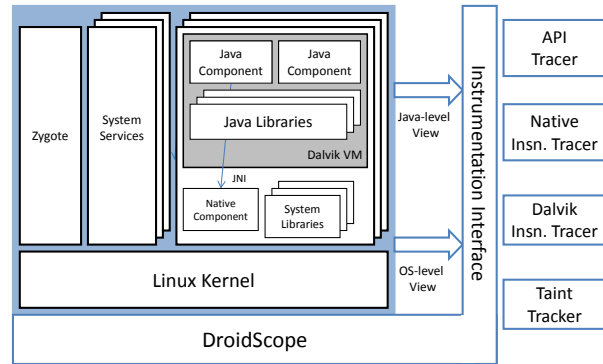 Zygote
System
Services
Java
Component
Java
Component
Java Libraries
Dalvik VM
JNI
Native
Component
System
Libraries
Linux Kernel
DroidScope
Java-level
View
OS-level
View
Instrumentation Interface
API
Tracer
Native
Insn. Tracer
Dalvik
Insn. Tracer
Taint
Tracker